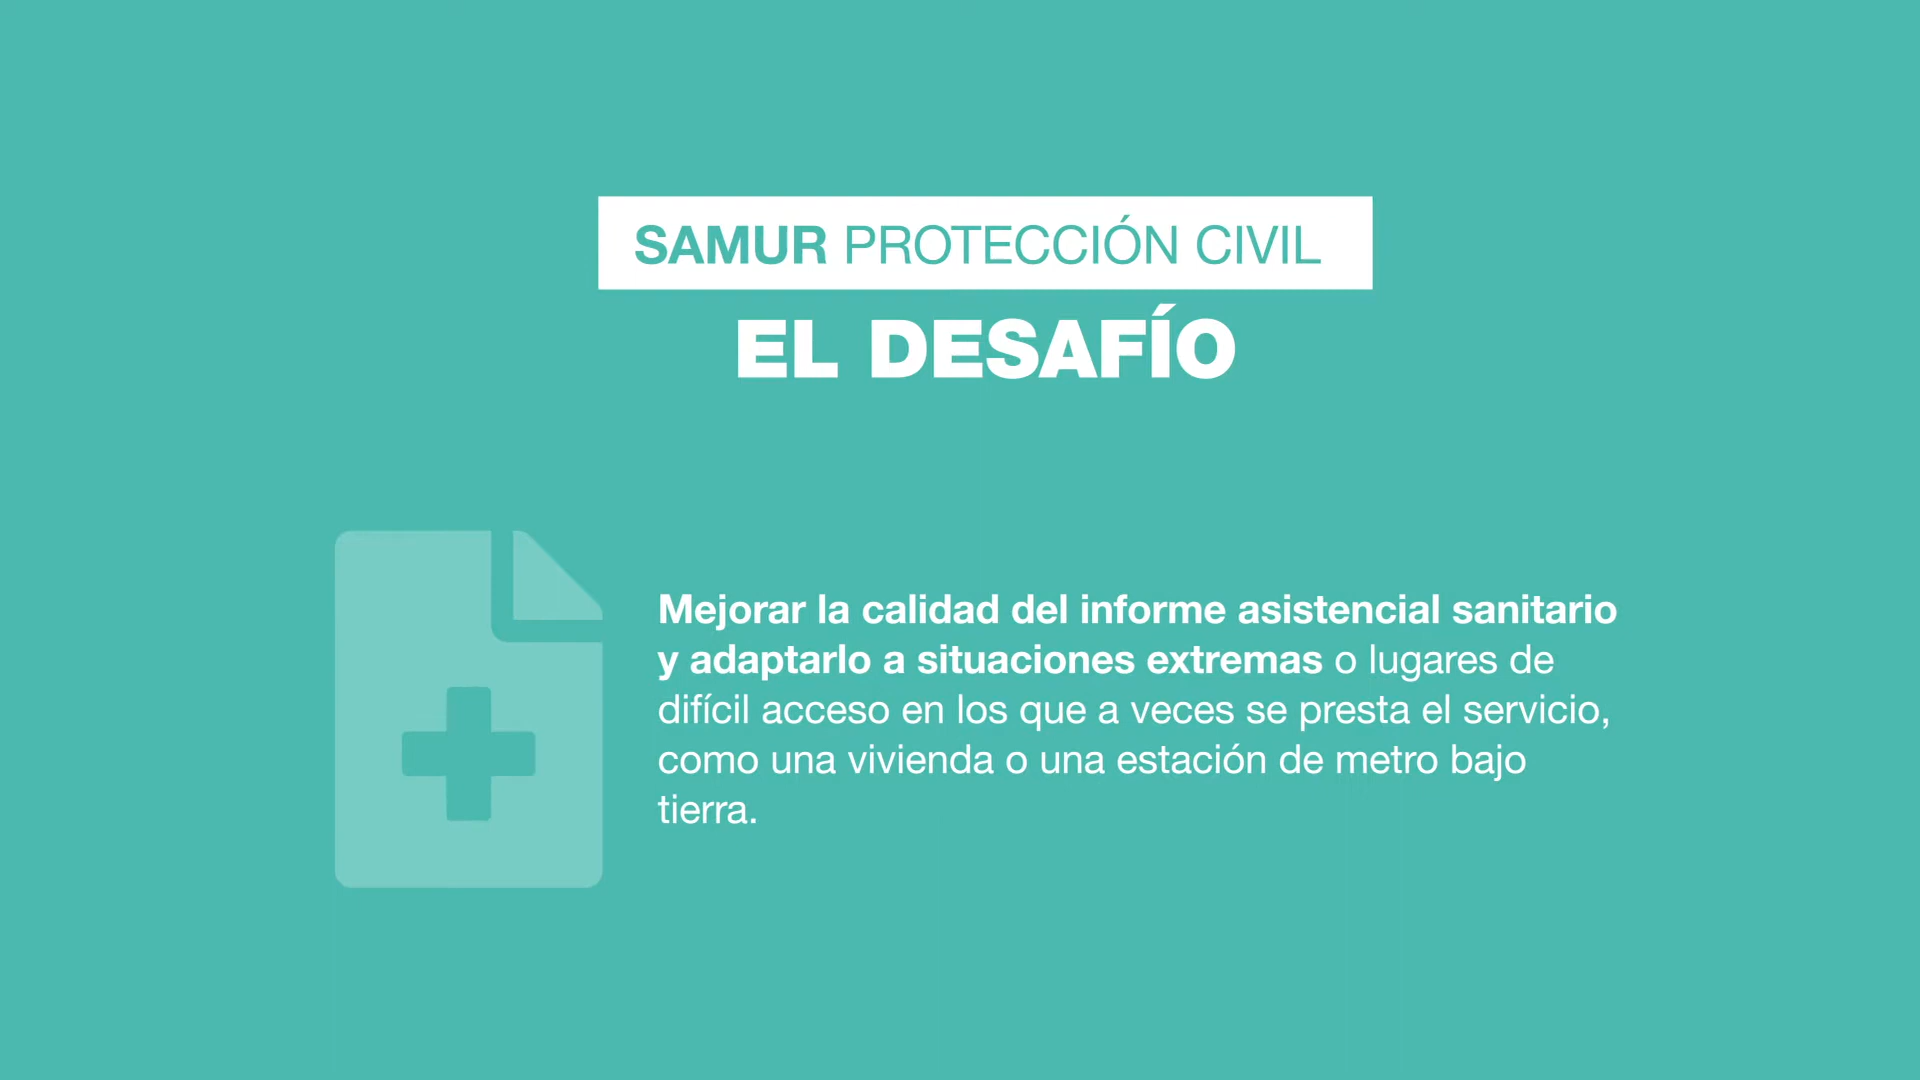 SAMUR PROTECCIÓN CIVIL
EL DESAFÍO
Mejorar la calidad del informe asistencial sanitario
y adaptarlo a situaciones extremas o lugares de
difícil acceso en los que a veces se presta el servicio,
como una vivienda o una estación de metro bajo
tierra.